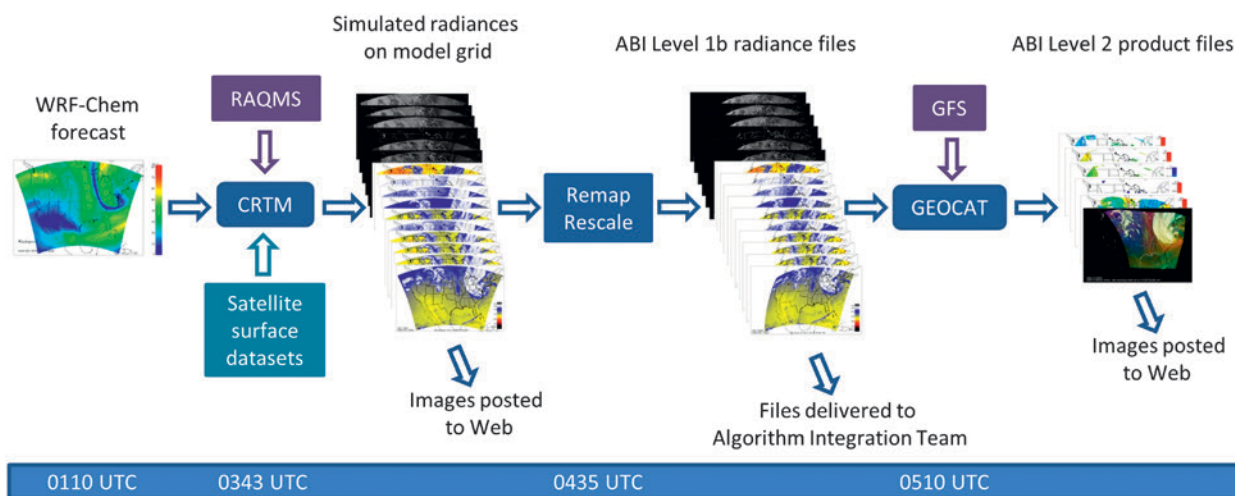 Simulated radiances
on model grid
ABI Level 1b radiance files
ABI Level 2 product files
WRF-Chem
forecast
RAQMS
GFS
CRTM
Remap
Rescale
GEOCAT
Satellite
surface
datasets
Images posted
to Web
Files delivered to
Algorithm Integration Team
Images posted
to Web
0110 UTC
0343 UTC
0435 UTC
0510 UTC